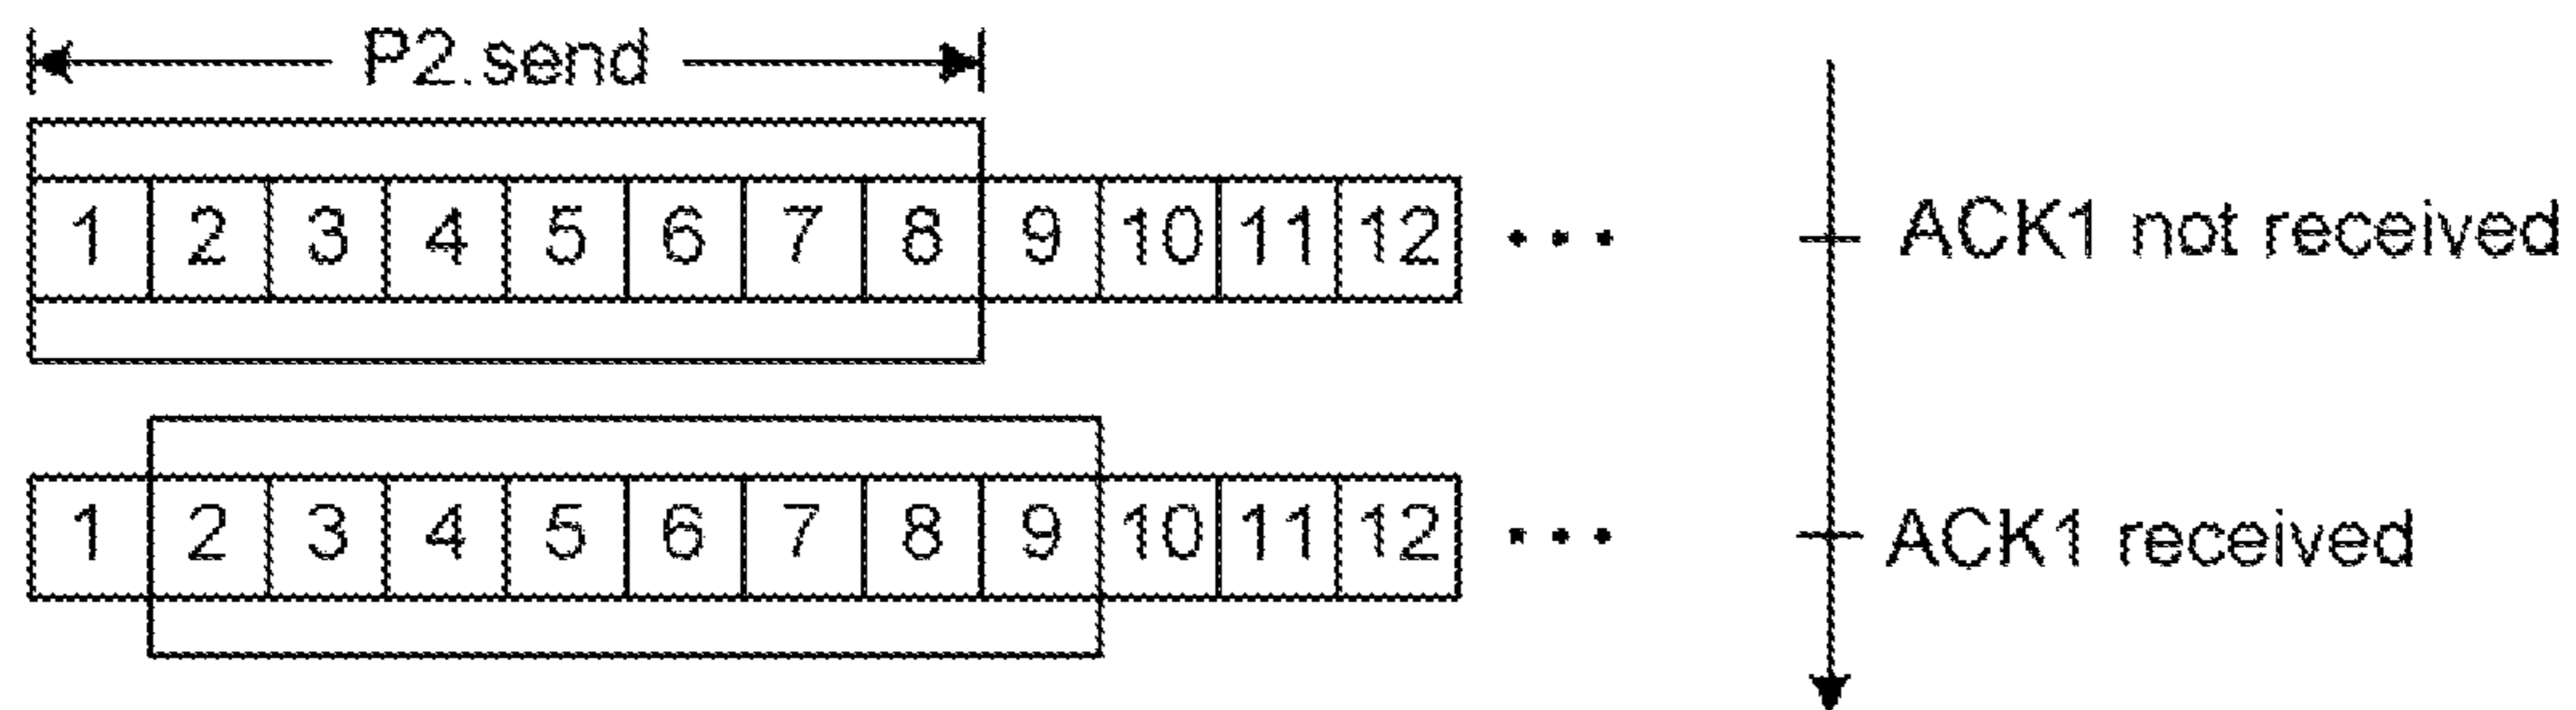 P2.send
1 2 3 4 5 6 7 8 9 10 11 12 ... ACK1 not received
1 2 3 4 5 6 7 8 9 10 11 12 ... ACK1 received